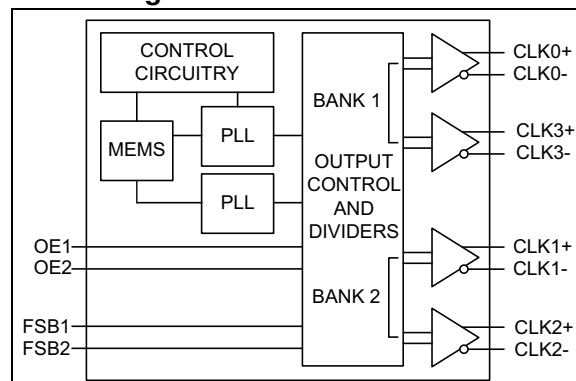 CONTROL
CIRCUITRY
MEMS
PLL
PLL
BANK 1
OUTPUT
CONTROL
AND
DIVIDERS
BANK 2
OE1
OE2
FSB1
FSB2
CLK0+
CLK0-
CLK3+
CLK3-
CLK1+
CLK1-
CLK2+
CLK2-